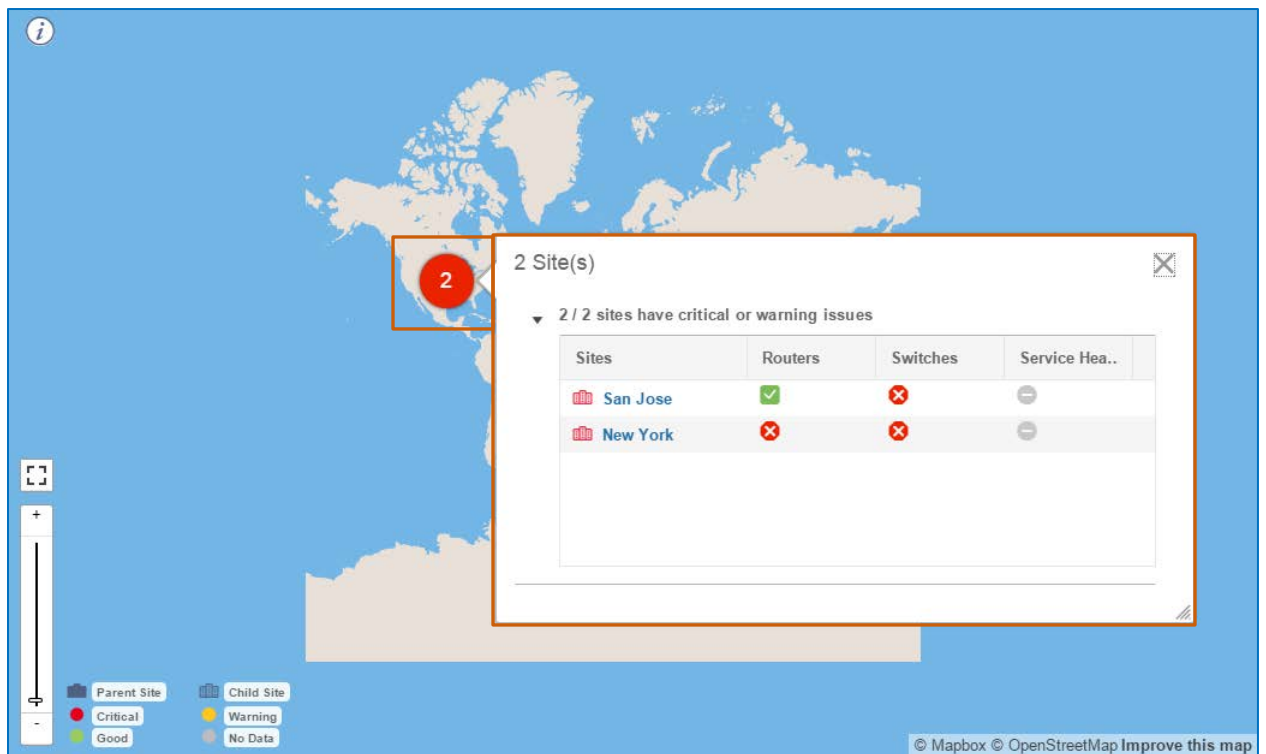 i
2
2 Site(s)
2 / 2 sites have critical or warning issues
Sites Routers Switches Service Hea..
San Jose
New York
+
-
Parent Site Child Site
Critical Warning
Good No Data
© Mapbox © OpenStreetMap Improve this map